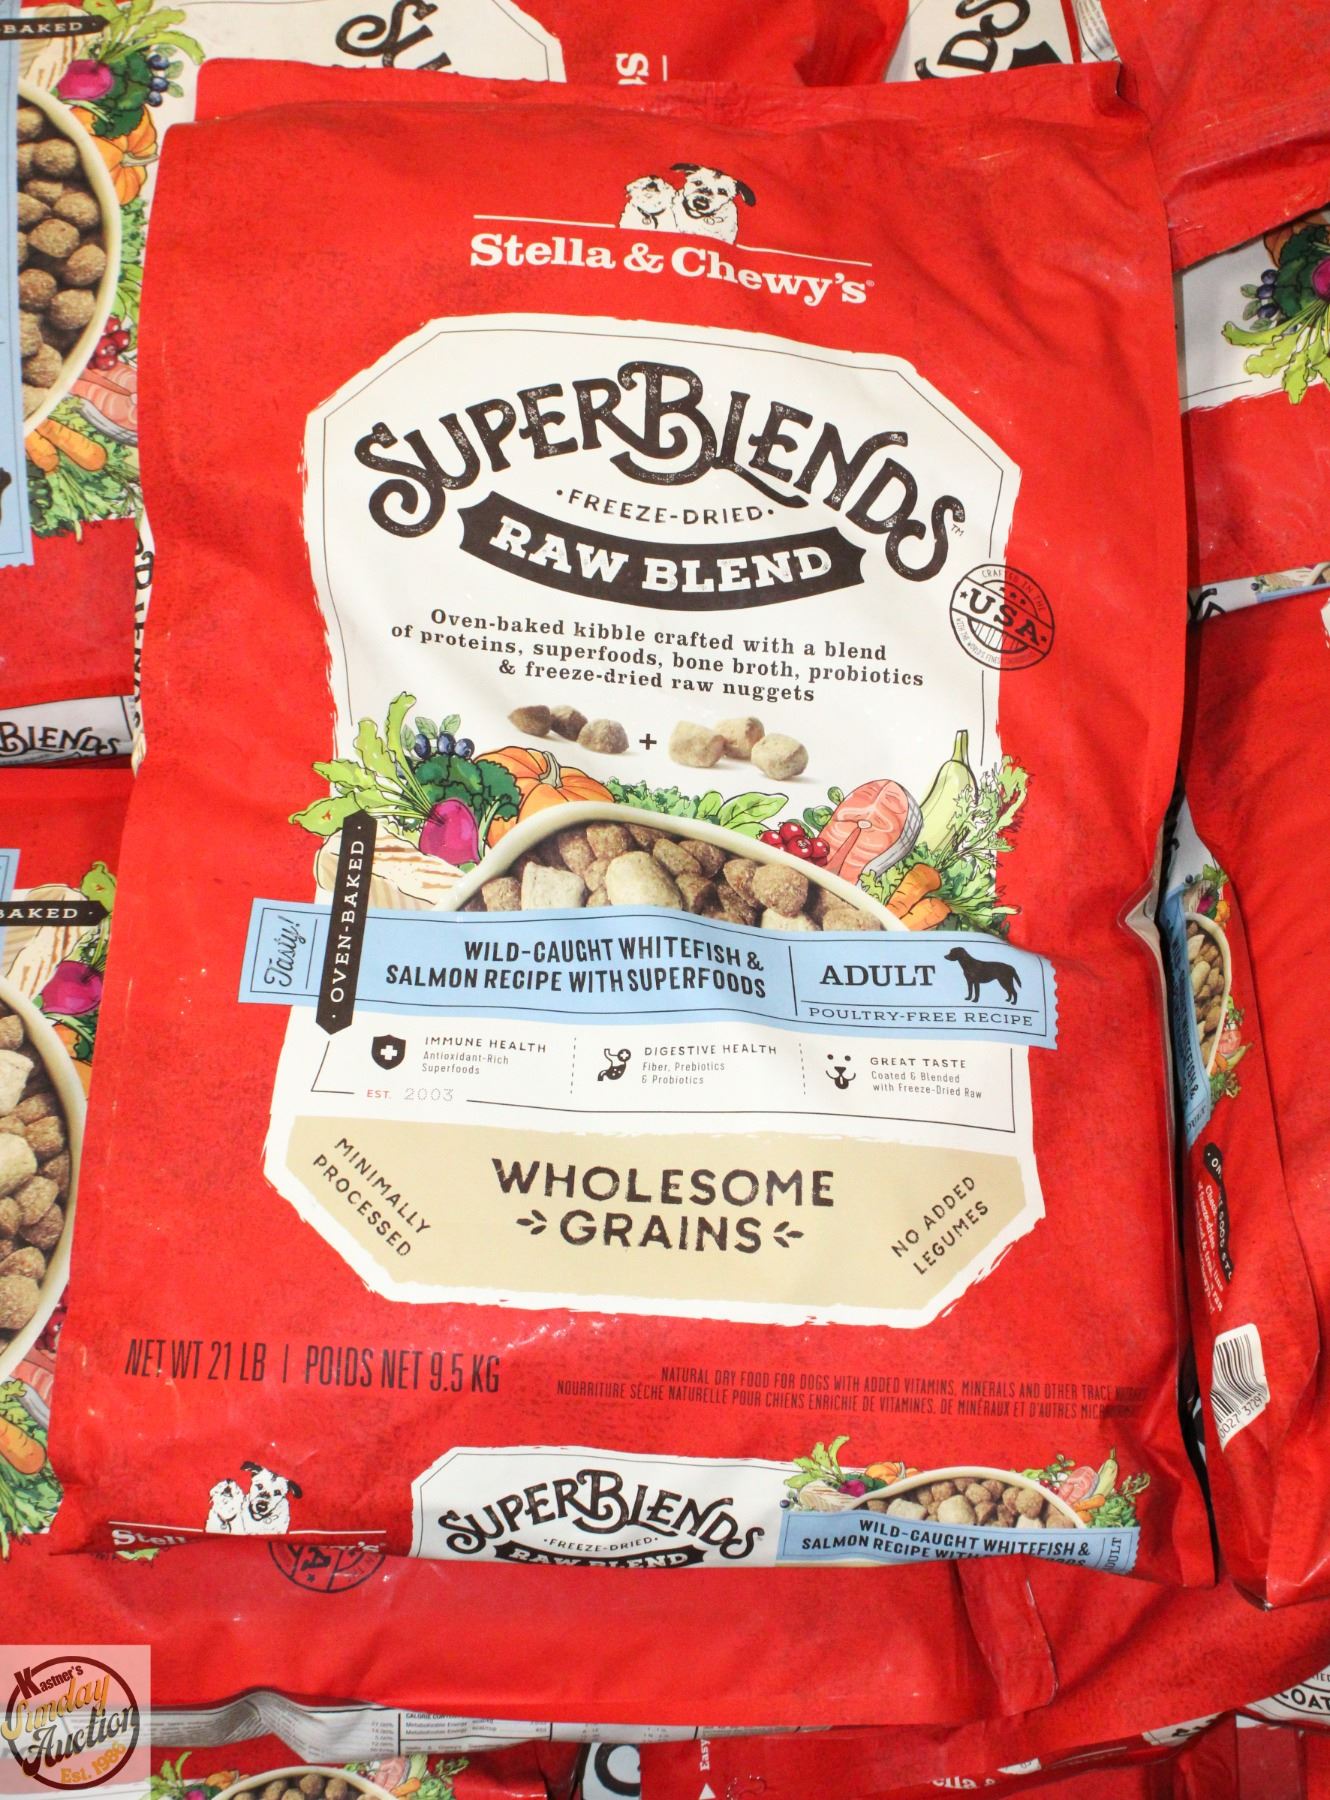 BAKED
Stella & Chewy's
SUPERBLENDS™
·FREEZE-DRIED·
RAW BLEND
CRAFTED IN THE
USA
Oven-baked kibble crafted with a blend
of proteins, superfoods, bone broth, probiotics
& freeze-dried raw nuggets
+
Tasty!
·OVEN-BAKED·
WILD-CAUGHT WHITEFISH &
SALMON RECIPE WITH SUPERFOODS
ADULT
POULTRY-FREE RECIPE
IMMUNE HEALTH
Antioxidant-Rich
Superfoods
DIGESTIVE HEALTH
Fiber, Prebiotics
& Probiotics
GREAT TASTE
Coated & Blended
with Freeze-Dried Raw
EST. 2003
MINIMALLY
PROCESSED
WHOLESOME
GRAINS
NO ADDED
LEGUMES
NET WT 21 LB | POIDS NET 9.5 KG
NATURAL DRY FOOD FOR DOGS WITH ADDED VITAMINS, MINERALS AND OTHER TRACE
NOURRITURE SÈCHE NATURELLE POUR CHIENS ENRICHIE DE VITAMINES, DE MINÉRAUX ET D'AUTRES
SUPERBLENDS
·FREEZE-DRIED·
RAW BLEND
WILD-CAUGHT WHITEFISH &
SALMON RECIPE
BLENDS
BAKED
Easy
Kastner's
Sunday
Auction
Est. 1986